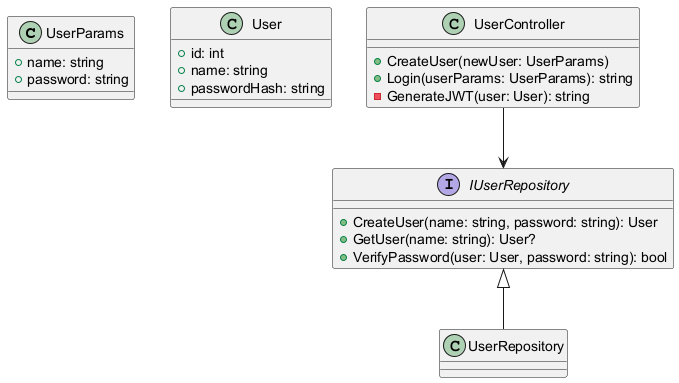 C UserParams
name: string
password: string
C User
id: int
name: string
passwordHash: string
C UserController
CreateUser(newUser: UserParams)
Login(userParams: UserParams): string
GenerateJWT(user: User): string
I IUserRepository
CreateUser(name: string, password: string): User
GetUser(name: string): User?
VerifyPassword(user: User, password: string): bool
C UserRepository